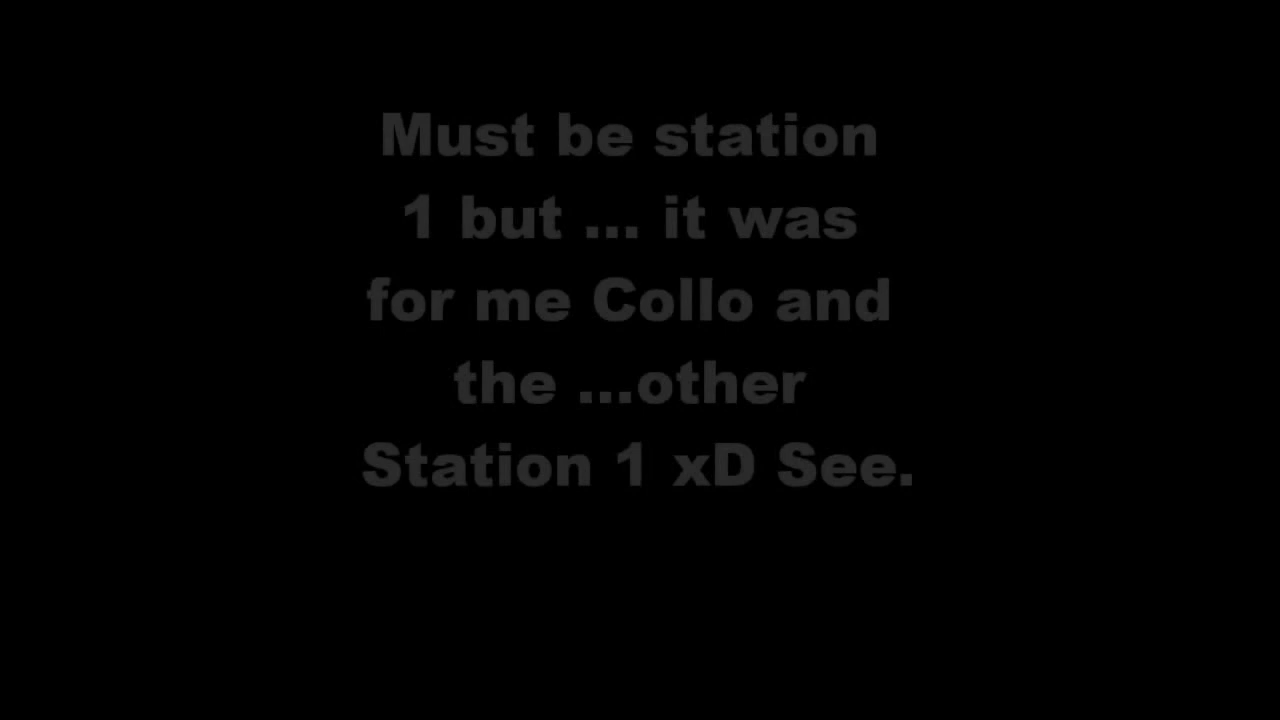 Must be station
1 but ... it was
for me Collo and
the ...other
Station 1 xD See.